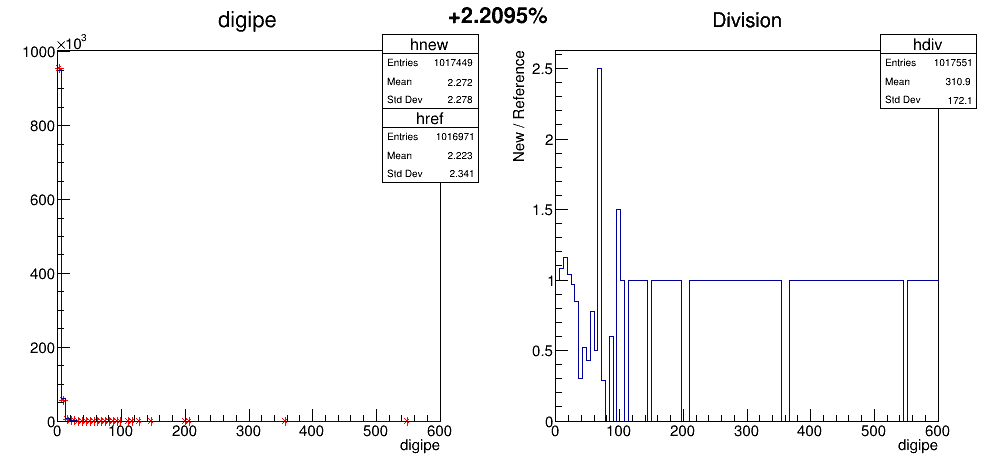 +2.2095%
digipe
×10³
1000
800
600
400
200
0
0 100 200 300 400 500 600
digipe
hnew
Entries 1017449
Mean 2.272
Std Dev 2.278
href
Entries 1016971
Mean 2.223
Std Dev 2.341
Division
New / Reference
2.5
2
1.5
1
0.5
0
0 100 200 300 400 500 600
digipe
hdiv
Entries 1017551
Mean 310.9
Std Dev 172.1